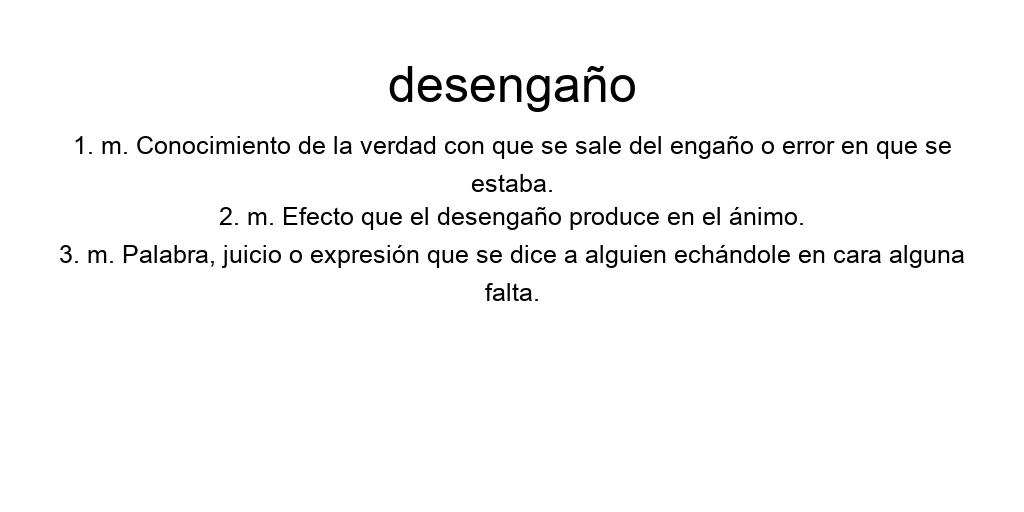 desengaño
1. m. Conocimiento de la verdad con que se sale del engaño o error en que se
estaba.
2. m. Efecto que el desengaño produce en el ánimo.
3. m. Palabra, juicio o expresión que se dice a alguien echándole en cara alguna
falta.